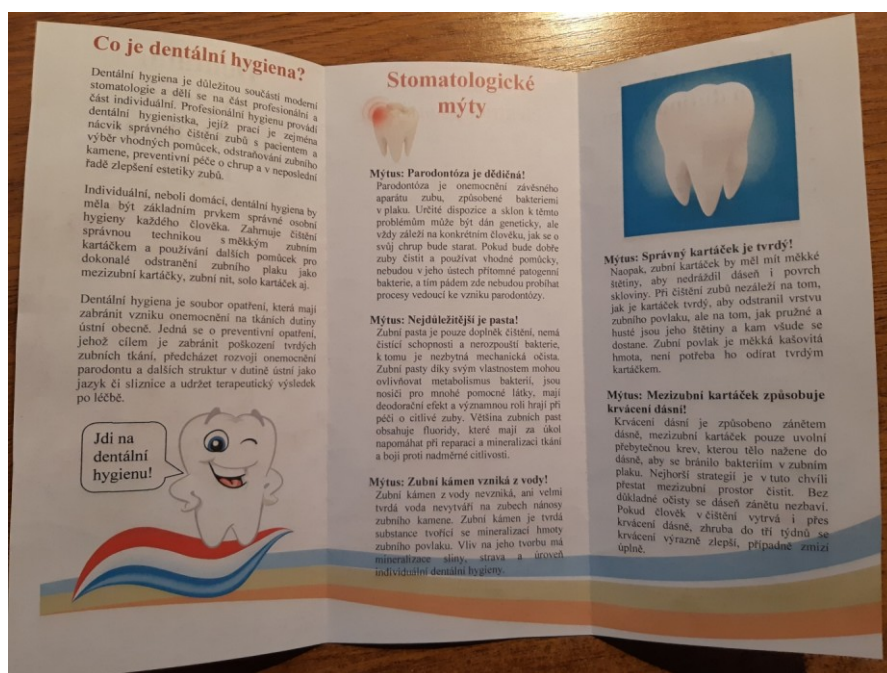 Co je dentální hygiena?
Dentální hygiena je důležitou součástí moderní
stomatologie a dělí se na část profesionální a
část individuální. Profesionální hygienu provádí
dentální hygienistka, jejíž prací je zejména
nácvik správného čištění zubů s pacientem a
výběr vhodných pomůcek, odstraňování zubního
kamene, preventivní péče o chrup a v neposlední
řadě zlepšení estetiky zubů.
Individuální, neboli domácí, dentální hygiena by
měla být základním prvkem správné osobní
hygieny každého člověka. Zahrnuje čištění
správnou technikou s měkkým zubním
kartáčkem a používání dalších pomůcek pro
dokonalé odstranění zubního plaku jako
mezizubní kartáčky, zubní nit, solo kartáček aj.
Dentální hygiena je soubor opatření, která mají
zabránit vzniku onemocnění na tkáních dutiny
ústní obecně. Jedná se o preventivní opatření,
jehož cílem je zabránit poškození tvrdých
zubních tkání, předcházet rozvoji onemocnění
parodontu a dalších struktur v dutině ústní jako
jazyk či sliznice a udržet terapeutický výsledek
po léčbě.
Jdi na
dentální
hygienu!
Stomatologické
mýty
Mýtus: Parodontóza je dědičná!
Parodontóza je onemocnění závěsného
aparátu zubu, způsobené bakteriemi
v plaku. Určité dispozice a sklon k těmto
problémům může být dán geneticky, ale
vždy záleží na konkrétním člověku, jak se o
svůj chrup bude starat. Pokud bude dobře
zuby čistit a používat vhodné pomůcky,
nebudou v jeho ústech přítomné patogenní
bakterie, a tím pádem zde nebudou probíhat
procesy vedoucí ke vzniku parodontózy.
Mýtus: Nejdůležitější je pasta!
Zubní pasta je pouze doplněk čištění, nemá
čistící schopnosti a nerozpouští bakterie,
k tomu je nezbytná mechanická očista.
Zubní pasty díky svým vlastnostem mohou
ovlivňovat metabolismus bakterií, jsou
nosiči pro mnohé pomocné látky, mají
deodorační efekt a významnou roli hrají při
péči o citlivé zuby. Většina zubních past
obsahuje fluoridy, které mají za úkol
napomáhat při reparaci a mineralizaci tkání
a boji proti nadměrné citlivosti.
Mýtus: Zubní kámen vzniká z vody!
Zubní kámen z vody nevzniká, ani velmi
tvrdá voda nevytváří na zubech nánosy
zubního kamene. Zubní kámen je tvrdá
substance tvořící se mineralizací hmoty
zubního povlaku. Vliv na jeho tvorbu má
mineralizace sliny, strava a úroveň
individuální dentální hygieny.
Mýtus: Správný kartáček je tvrdý!
Naopak, zubní kartáček by měl mít měkké
štětiny, aby nedráždil dáseň i povrch
skloviny. Při čištění zubů nezáleží na tom,
jak je kartáček tvrdý, aby odstranil vrstvu
zubního povlaku, ale na tom, jak pružné a
husté jsou jeho štětiny a kam všude se
dostane. Zubní povlak je měkká kašovitá
hmota, není potřeba ho odírat tvrdým
kartáčkem.
Mýtus: Mezizubní kartáček způsobuje
krvácení dásní!
Krvácení dásní je způsobeno zánětem
dásně, mezizubní kartáček pouze uvolní
přebytečnou krev, kterou tělo nažene do
dásně, aby se bránilo bakteriím v zubním
plaku. Nejhorší strategií je v tuto chvíli
přestat mezizubní prostor čistit. Bez
důkladné očisty se dáseň zánětu nezbaví.
Pokud člověk v čištění vytrvá i přes
krvácení dásně, zhruba do tří týdnů se
krvácení výrazně zlepší, případně zmizí
úplně.